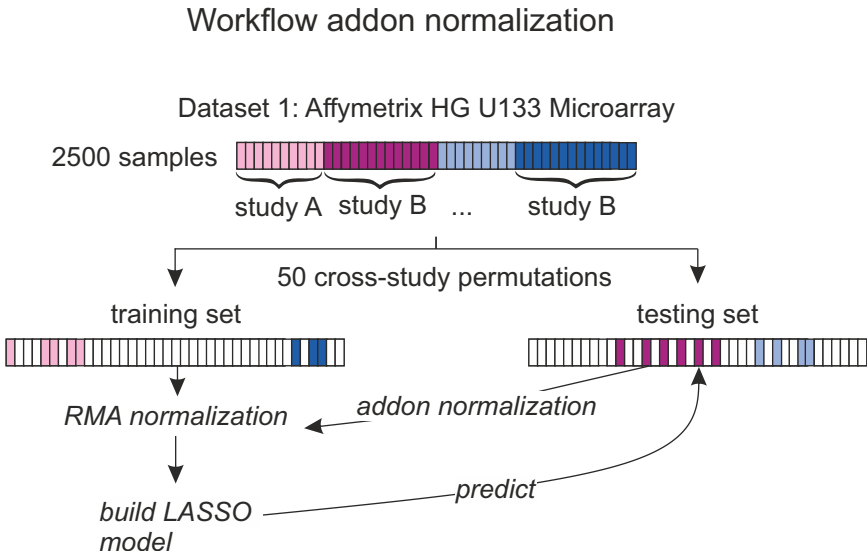 Workflow addon normalization
Dataset 1: Affymetrix HG U133 Microarray
2500 samples
study A study B ... study B
50 cross-study permutations
training set testing set
RMA normalization addon normalization
predict
build LASSO
model